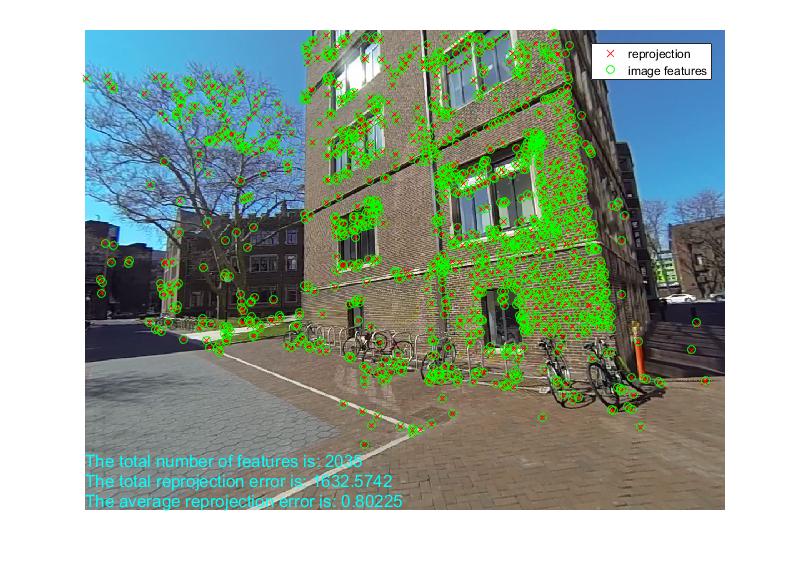 reprojection
image features
The total number of features is: 2035
The total reprojection error is: 1632.5742
The average reprojection error is: 0.80225